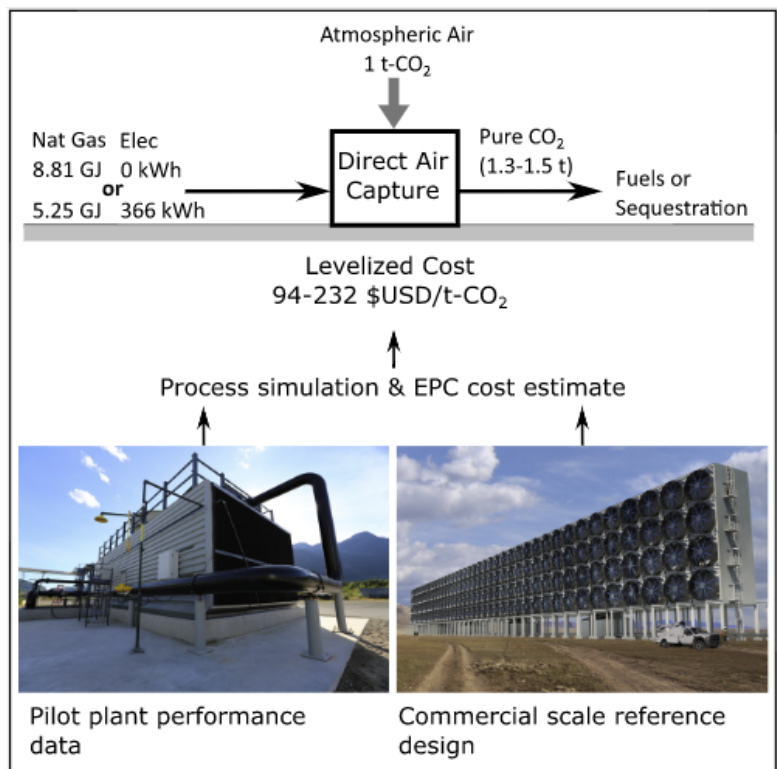 Atmospheric Air
1 t-CO₂
Nat Gas Elec
8.81 GJ 0 kWh
or
5.25 GJ 366 kWh
Direct Air
Capture
Pure CO₂
(1.3-1.5 t)
Fuels or
Sequestration
Levelized Cost
94-232 $USD/t-CO₂
Process simulation & EPC cost estimate
Pilot plant performance
data
Commercial scale reference
design